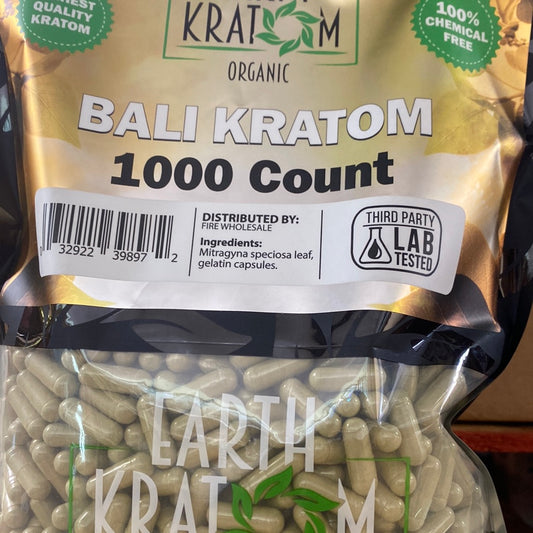 QUALITY
KRATOM
KRATOM
ORGANIC
100%
CHEMICAL
FREE
BALI KRATOM
1000 Count
32922 39897 2
DISTRIBUTED BY:
FIRE WHOLESALE
Ingredients:
Mitragyna speciosa leaf,
gelatin capsules.
THIRD PARTY
LAB
TESTED
EARTH
KRATOM